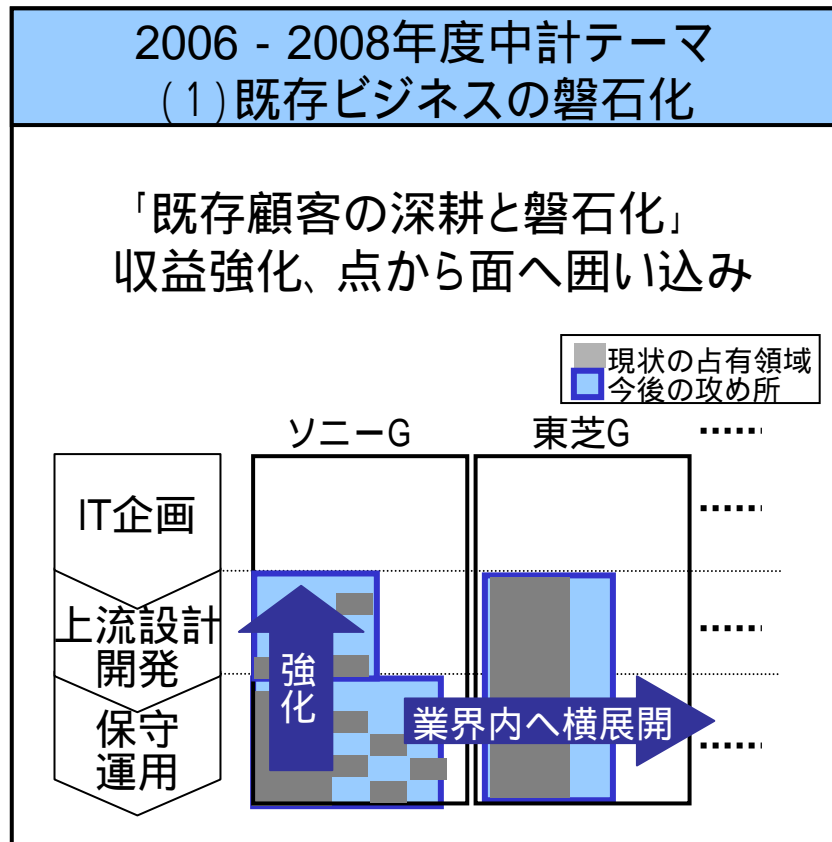 2006 - 2008年度中計テーマ
(1)既存ビジネスの磐石化
「既存顧客の深耕と磐石化」
収益強化、点から面へ囲い込み
現状の占有領域
今後の攻め所
ソニーG
東芝G
……
IT企画
……
上流設計
開発
……
強化
業界内へ横展開
保守
運用
……